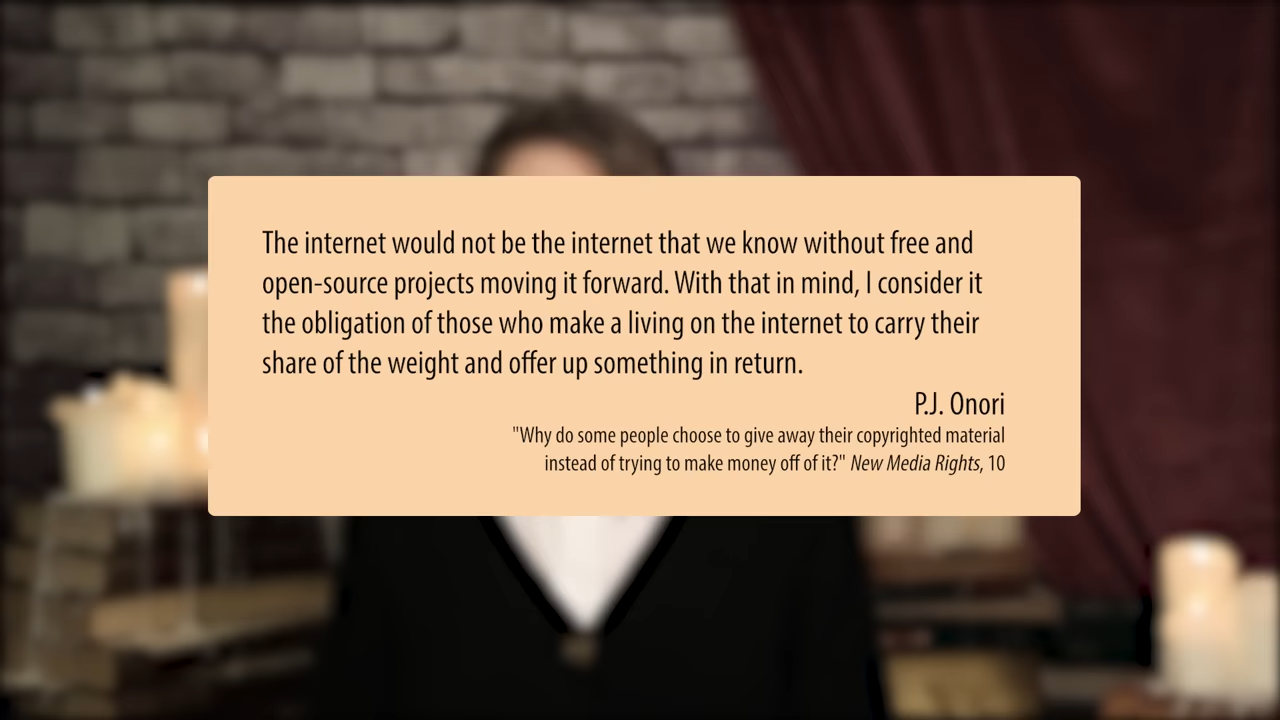 The internet would not be the internet that we know without free and
open-source projects moving it forward. With that in mind, I consider it
the obligation of those who make a living on the internet to carry their
share of the weight and offer up something in return.
P.J. Onori
"Why do some people choose to give away their copyrighted material
instead of trying to make money off of it?" New Media Rights, 10